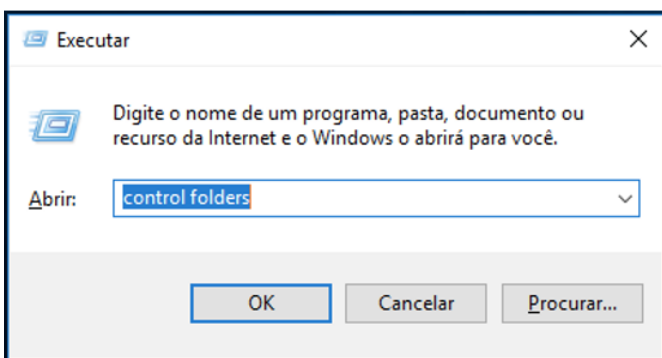 Executar
Digite o nome de um programa, pasta, documento ou
recurso da Internet e o Windows o abrirá para você.
Abrir: control folders
OK Cancelar Procurar...